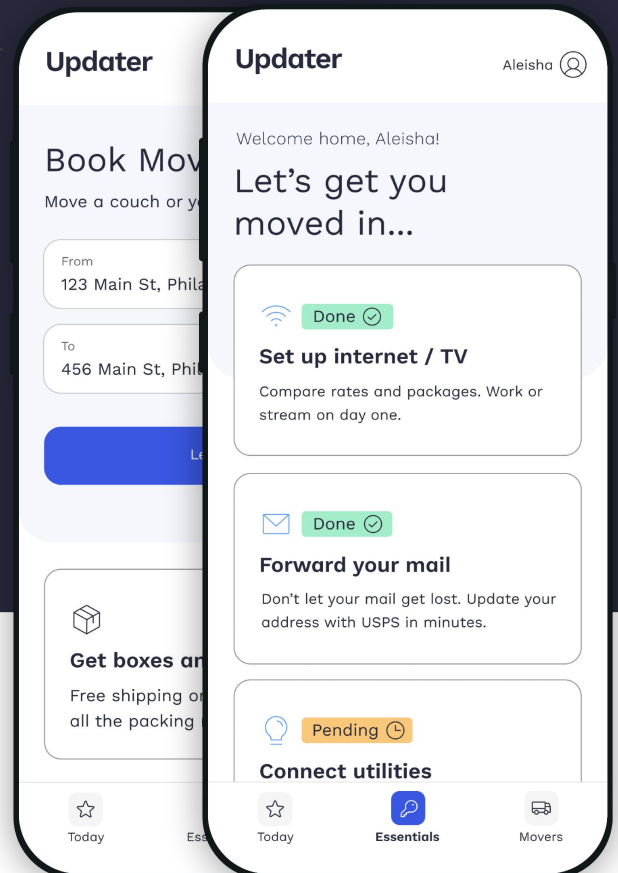 Updater
Book Mov
Move a couch or y
From
123 Main St, Phila
To
456 Main St, Phil
Le
Get boxes an
Free shipping or
all the packing
Today
Ess
Updater
Aleisha
Welcome home, Aleisha!
Let’s get you
moved in...
Done
Set up internet / TV
Compare rates and packages. Work or
stream on day one.
Done
Forward your mail
Don’t let your mail get lost. Update your
address with USPS in minutes.
Pending
Connect utilities
Today
Essentials
Movers